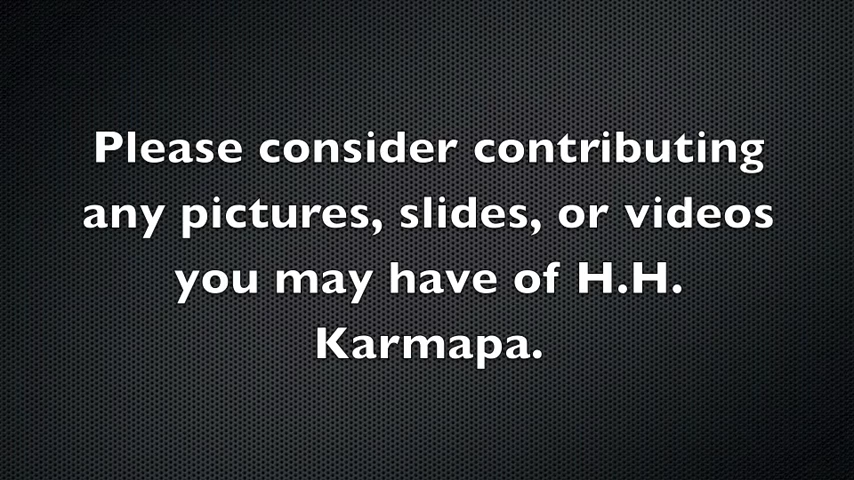 Please consider contributing
any pictures, slides, or videos
you may have of H.H.
Karmapa.